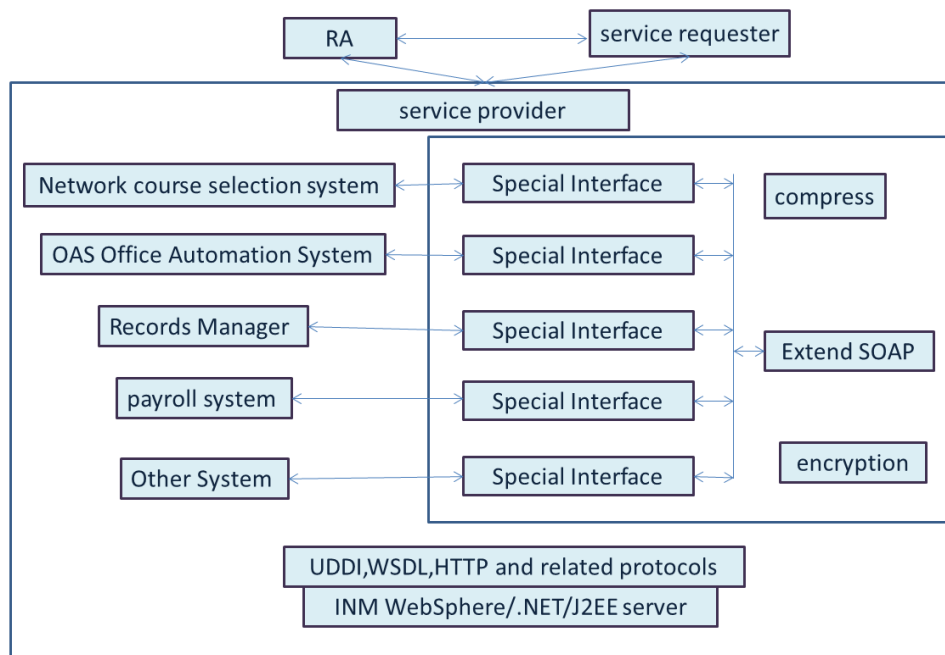 RA
service requester
service provider
Network course selection system
Special Interface
compress
OAS Office Automation System
Special Interface
Records Manager
Special Interface
Extend SOAP
payroll system
Special Interface
Other System
Special Interface
encryption
UDDI,WSDL,HTTP and related protocols
INM WebSphere/.NET/J2EE server